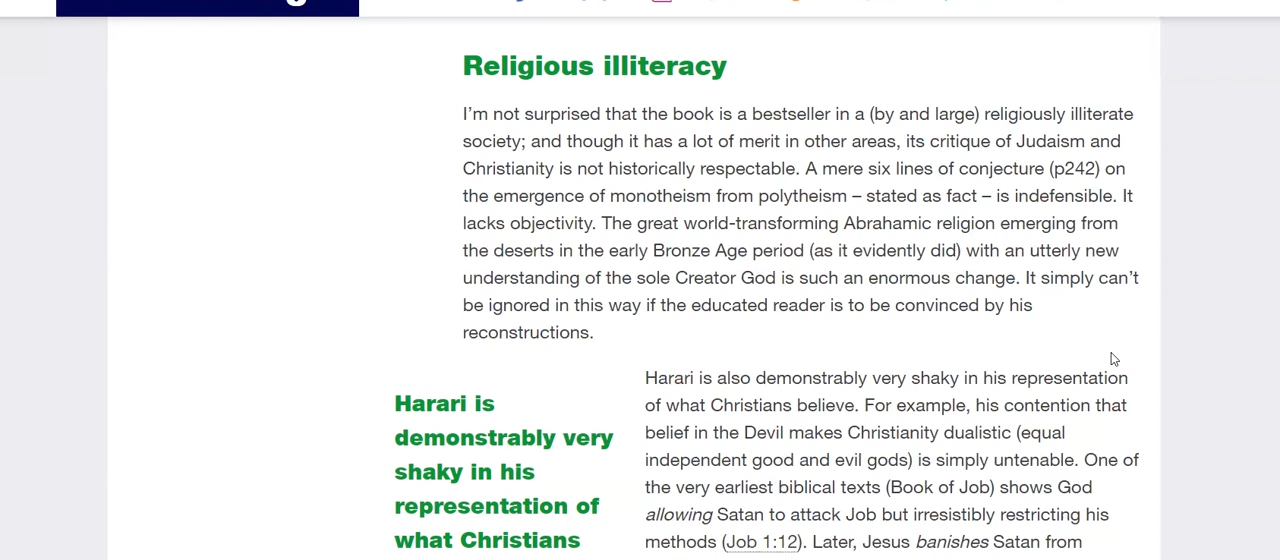 Religious illiteracy
I'm not surprised that the book is a bestseller in a (by and large) religiously illiterate
society; and though it has a lot of merit in other areas, its critique of Judaism and
Christianity is not historically respectable. A mere six lines of conjecture (p242) on
the emergence of monotheism from polytheism – stated as fact – is indefensible. It
lacks objectivity. The great world-transforming Abrahamic religion emerging from
the deserts in the early Bronze Age period (as it evidently did) with an utterly new
understanding of the sole Creator God is such an enormous change. It simply can't
be ignored in this way if the educated reader is to be convinced by his
reconstructions.
Harari is
demonstrably very
shaky in his
representation of
what Christians
Harari is also demonstrably very shaky in his representation
of what Christians believe. For example, his contention that
belief in the Devil makes Christianity dualistic (equal
independent good and evil gods) is simply untenable. One of
the very earliest biblical texts (Book of Job) shows God
allowing Satan to attack Job but irresistibly restricting his
methods (Job 1:12). Later, Jesus banishes Satan from